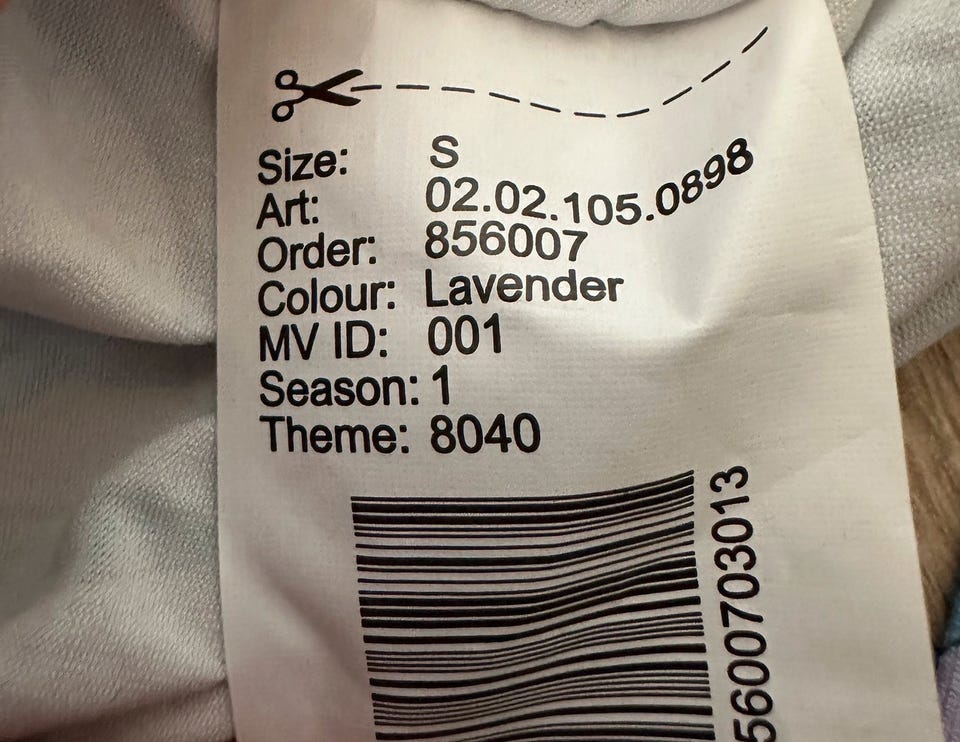 Size: S
Art: 02.02.105.0898
Order: 856007
Colour: Lavender
MV ID: 001
Season: 1
Theme: 8040
5600703013